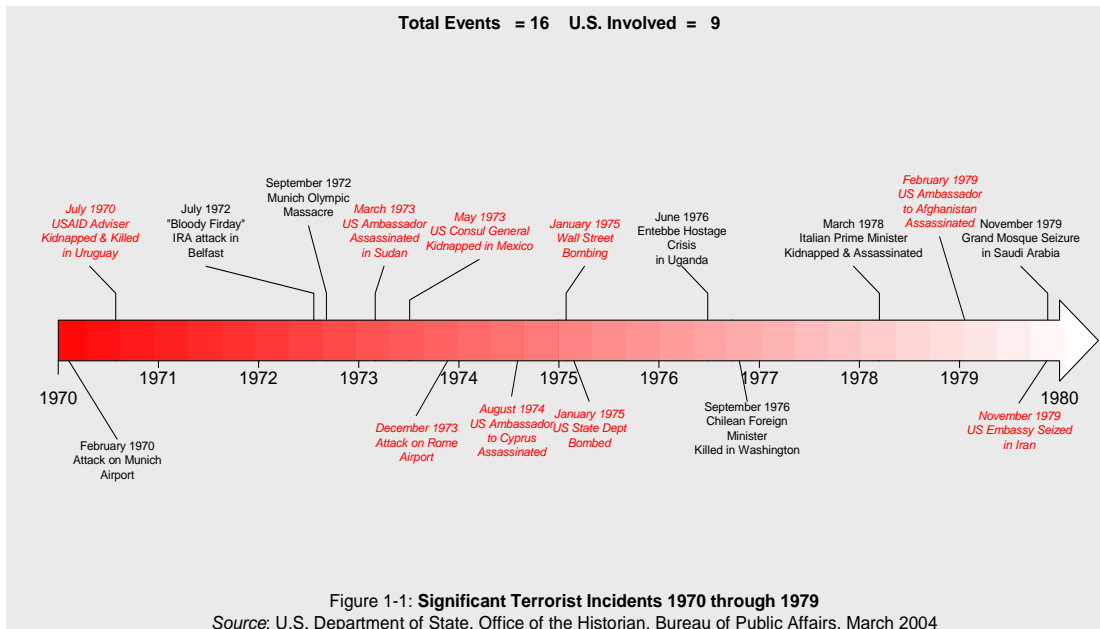 Total Events = 16 U.S. Involved = 9
July 1970
USAID Adviser
Kidnapped & Killed
in Uruguay
July 1972
"Bloody Firday"
IRA attack in
Belfast
September 1972
Munich Olympic
Massacre
March 1973
US Ambassador
Assassinated
in Sudan
May 1973
US Consul General
Kidnapped in Mexico
January 1975
Wall Street
Bombing
June 1976
Entebbe Hostage
Crisis
in Uganda
March 1978
Italian Prime Minister
Kidnapped & Assassinated
February 1979
US Ambassador
to Afghanistan
Assassinated
November 1979
Grand Mosque Seizure
in Saudi Arabia
1970
1971
1972
1973
1974
1975
1976
1977
1978
1979
1980
February 1970
Attack on Munich
Airport
December 1973
Attack on Rome
Airport
August 1974
US Ambassador
to Cyprus
Assassinated
January 1975
US State Dept
Bombed
September 1976
Chilean Foreign
Minister
Killed in Washington
November 1979
US Embassy Seized
in Iran
Figure 1-1: Significant Terrorist Incidents 1970 through 1979
Source: U.S. Department of State, Office of the Historian, Bureau of Public Affairs, March 2004